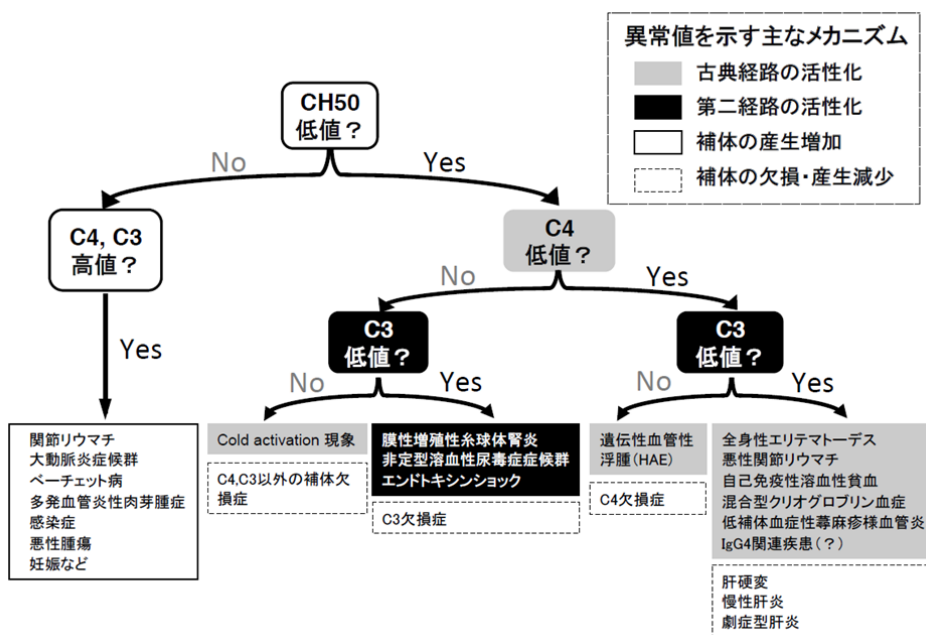 異常値を示す主なメカニズム
古典経路の活性化
第二経路の活性化
補体の産生増加
補体の欠損・産生減少
CH50
低値？
No
Yes
C4, C3
高値？
C4
低値？
Yes
No
Yes
C3
低値？
C3
低値？
No
Yes
No
Yes
関節リウマチ
大動脈炎症候群
ベーチェット病
多発血管炎性肉芽腫症
感染症
悪性腫瘍
妊娠など
Cold activation 現象
C4,C3以外の補体欠
損症
膜性増殖性糸球体腎炎
非定型溶血性尿毒症症候群
エンドトキシンショック
C3欠損症
遺伝性血管性
浮腫（HAE）
C4欠損症
全身性エリテマトーデス
悪性関節リウマチ
自己免疫性溶血性貧血
混合型クリオグロブリン血症
低補体血症性蕁麻疹様血管炎
IgG4関連疾患（？）
肝硬変
慢性肝炎
劇症型肝炎